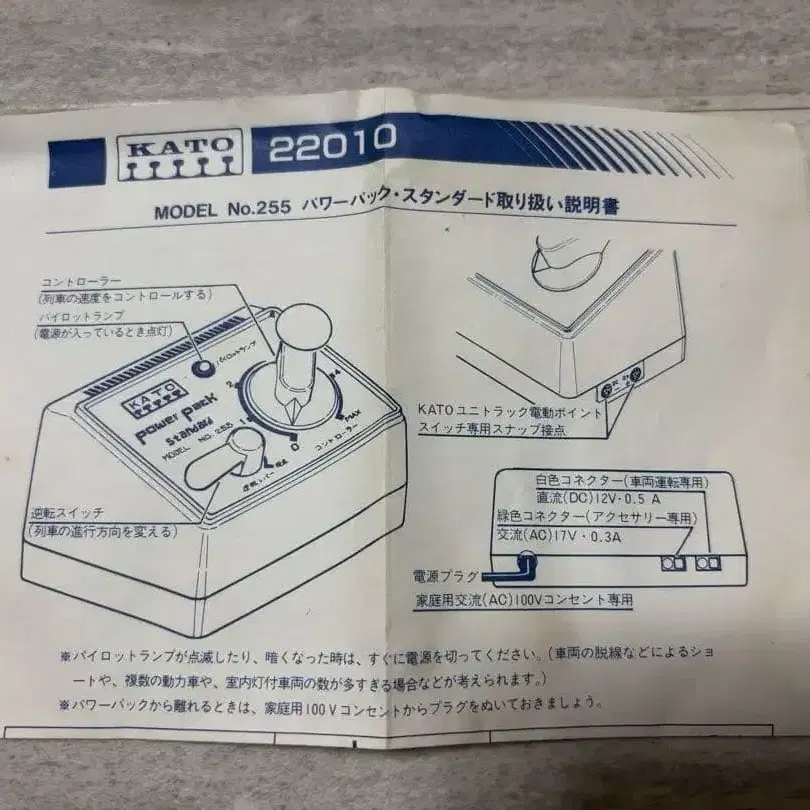 KATO 22010
MODEL No.255 パワーパック・スタンダード取り扱い説明書
コントローラー
(列車の速度をコントロールする)
パイロットランプ
(電源が入っているとき点灯)
パイロットランプ
KATO
Power Pack
Standard
MODEL NO. 255
1
2
4
MAX
0
コントローラー
逆転スイッチ
(列車の進行方向を変える)
KATOユニトラック電動ポイント
スイッチ専用スナップ接点
白色コネクター(車両運転専用)
直流(DC)12V・0.5A
緑色コネクター(アクセサリー専用)
交流(AC)17V・0.3A
電源プラグ
家庭用交流(AC)100Vコンセント専用
※パイロットランプが点滅したり、暗くなった時は、すぐに電源を切ってください。(車両の脱線などによるショ
ートや、複数の動力車や、室内灯付車両の数が多すぎる場合などが考えられます。)
※パワーパックから離れるときは、家庭用100Vコンセントからプラグをぬいておきましょう。